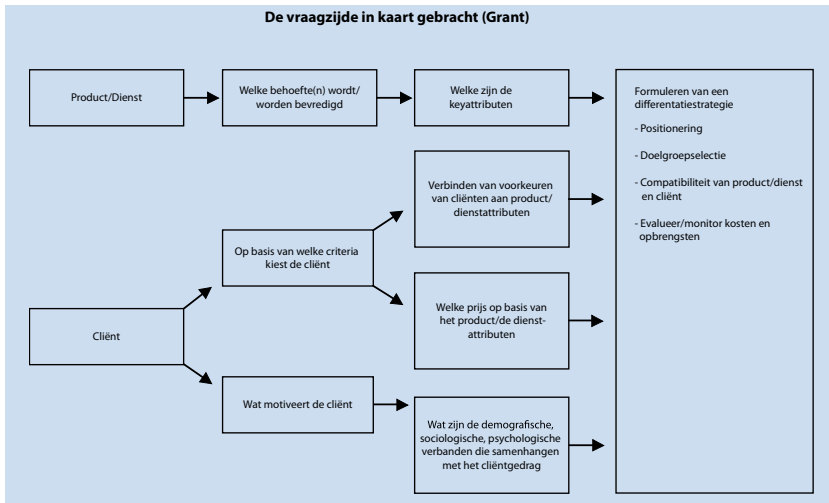 De vraagzijde in kaart gebracht (Grant)
Product/Dienst
Welke behoefte(n) wordt/
worden bevredigd
Welke zijn de
keyattributen
Formuleren van een
differentatiestrategie
- Positionering
- Doelgroepselectie
- Compatibiliteit van product/dienst
en cliënt
- Evalueer/monitor kosten en
opbrengsten
Verbinden van voorkeuren
van cliënten aan product/
dienstattributen
Op basis van welke criteria
kiest de cliënt
Welke prijs op basis van
het product/de dienst-
attributen
Cliënt
Wat motiveert de cliënt
Wat zijn de demografische,
sociologische, psychologische
verbanden die samenhangen
met het cliëntgedrag